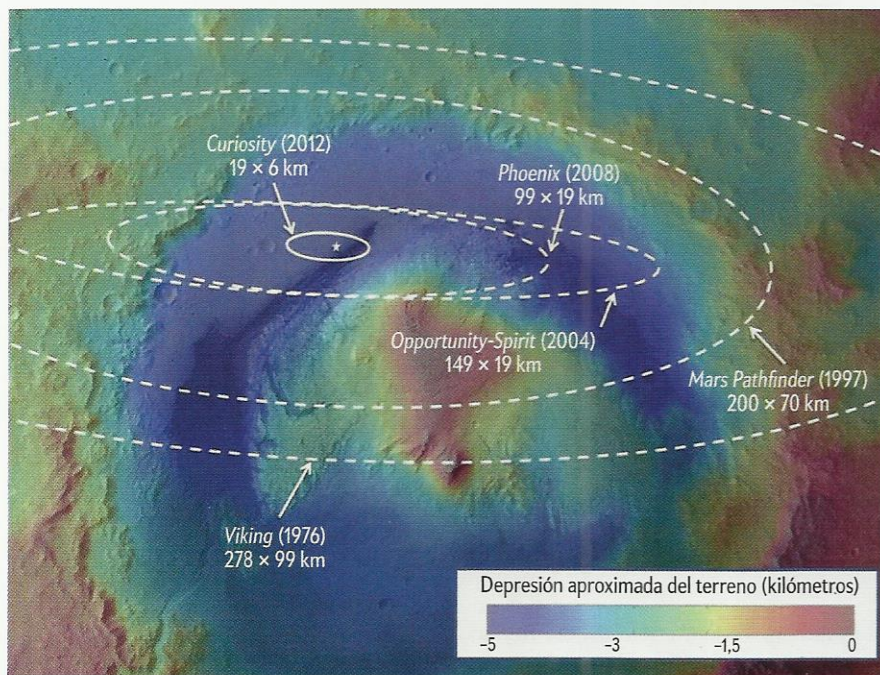 Curiosity (2012)
19 × 6 km
Phoenix (2008)
99 × 19 km
Opportunity-Spirit (2004)
149 × 19 km
Mars Pathfinder (1997)
200 × 70 km
Viking (1976)
278 × 99 km
Depresión aproximada del terreno (kilómetros)
−5 −3 −1,5 0